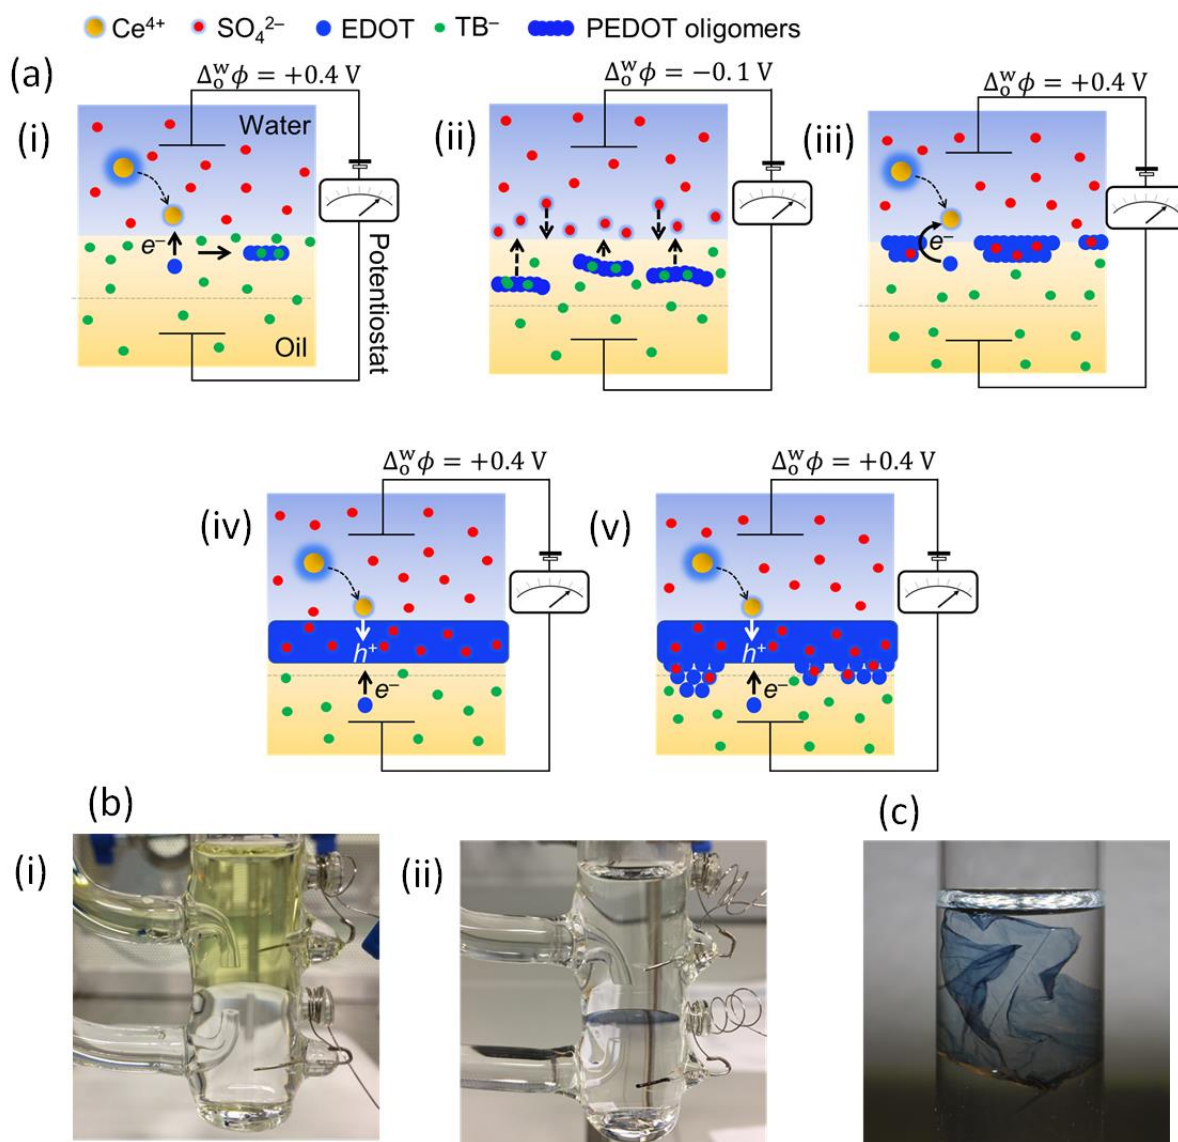 Ce⁴⁺ SO₄²⁻ EDOT TB⁻ PEDOT oligomers
(a)
Δₒʷϕ = +0.4 V
Δₒʷϕ = −0.1 V
Δₒʷϕ = +0.4 V
(i)
(ii)
(iii)
Water
e⁻
e⁻
Oil
Potentiostat
Δₒʷϕ = +0.4 V
Δₒʷϕ = +0.4 V
(iv)
(v)
h⁺
h⁺
e⁻
e⁻
(b)
(c)
(i)
(ii)